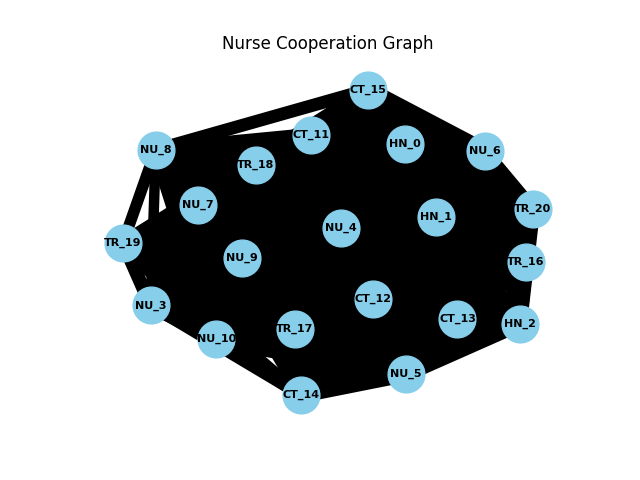 Nurse Cooperation Graph
CT_15
CT_11
HN_0
NU_8
NU_6
TR_18
NU_7
TR_20
HN_1
NU_4
TR_19
NU_9
TR_16
CT_12
NU_3
CT_13
HN_2
TR_17
NU_10
NU_5
CT_14